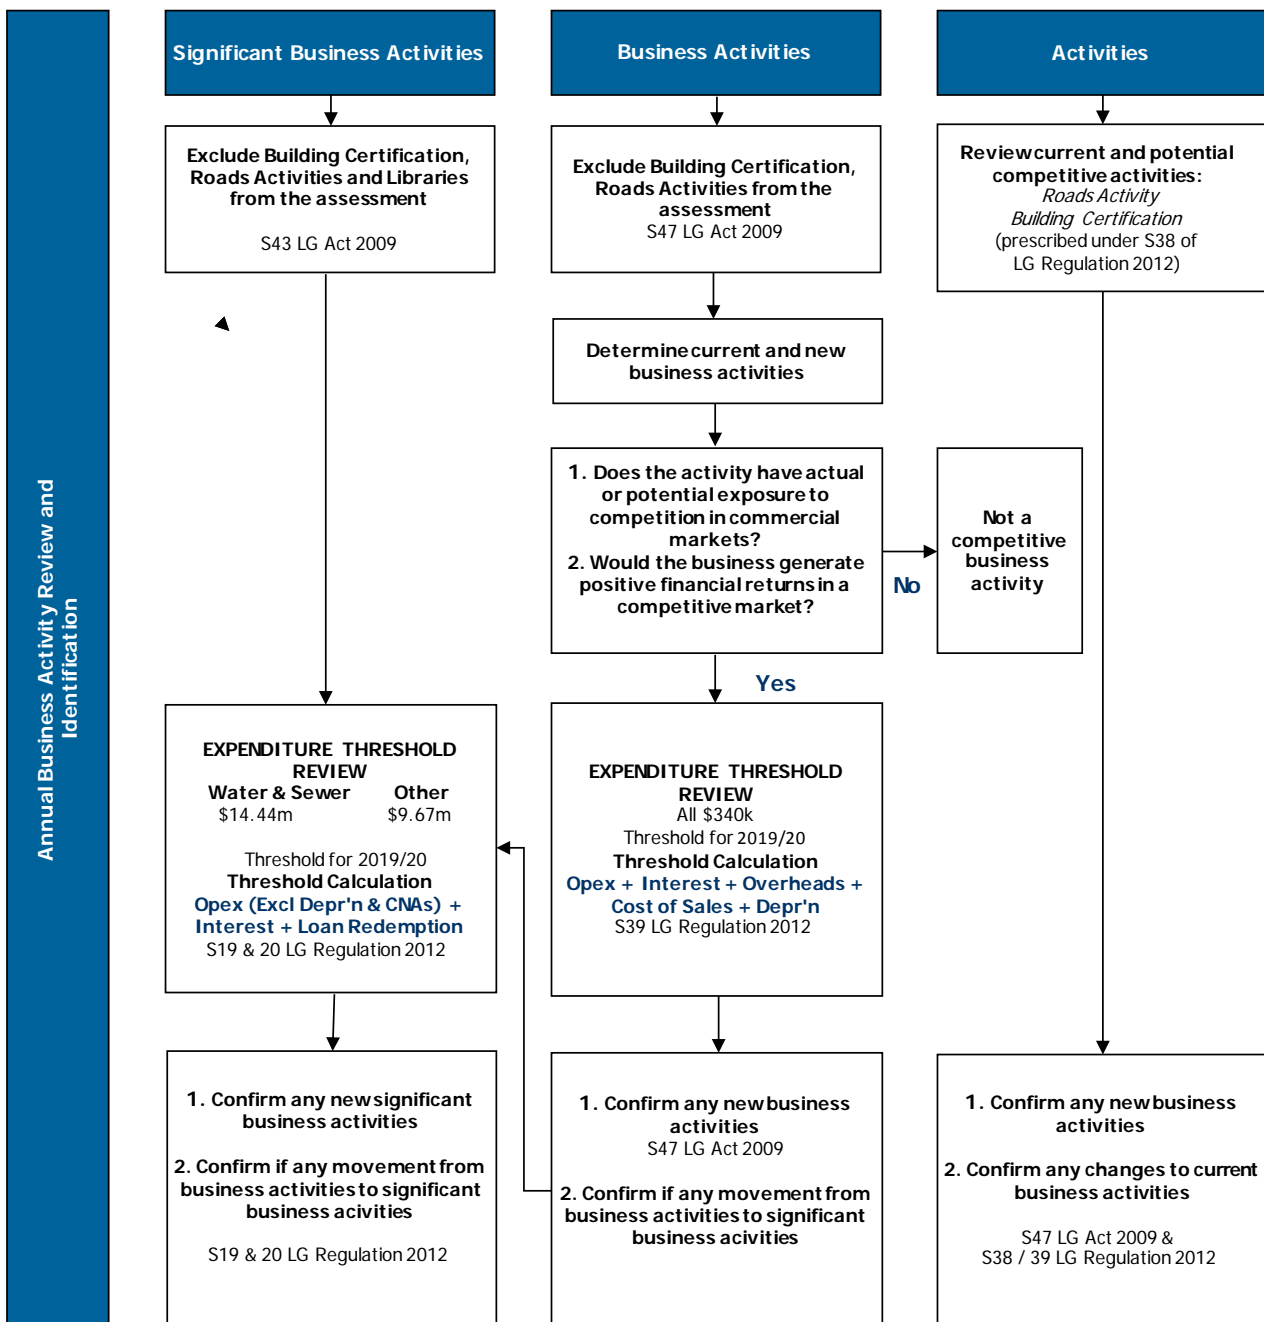 Annual Business Activity Review and
Identification
Significant Business Activities
Exclude Building Certification,
Roads Activities and Libraries
from the assessment
S43 LG Act 2009
EXPENDITURE THRESHOLD
REVIEW
Water & Sewer Other
$14.44m $9.67m
Threshold for 2019/20
Threshold Calculation
Opex (Excl Depr'n & CNAs) +
Interest + Loan Redemption
S19 & 20 LG Regulation 2012
1. Confirm any new significant
business activities
2. Confirm if any movement from
business activities to significant
business acivities
S19 & 20 LG Regulation 2012
Business Activities
Exclude Building Certification,
Roads Activities from the
assessment
S47 LG Act 2009
Determine current and new
business activities
1. Does the activity have actual
or potential exposure to
competition in commercial
markets?
2. Would the business generate
positive financial returns in a
competitive market?
No
Not a
competitive
business
activity
Yes
EXPENDITURE THRESHOLD
REVIEW
All $340k
Threshold for 2019/20
Threshold Calculation
Opex + Interest + Overheads +
Cost of Sales + Depr'n
S39 LG Regulation 2012
1. Confirm any new business
activities
S47 LG Act 2009
2. Confirm if any movement from
business activities to significant
business acivities
Activities
Review current and potential
competitive activities:
Roads Activity
Building Certification
(prescribed under S38 of
LG Regulation 2012)
1. Confirm any new business
activities
2. Confirm any changes to current
business activities
S47 LG Act 2009 &
S38 / 39 LG Regulation 2012